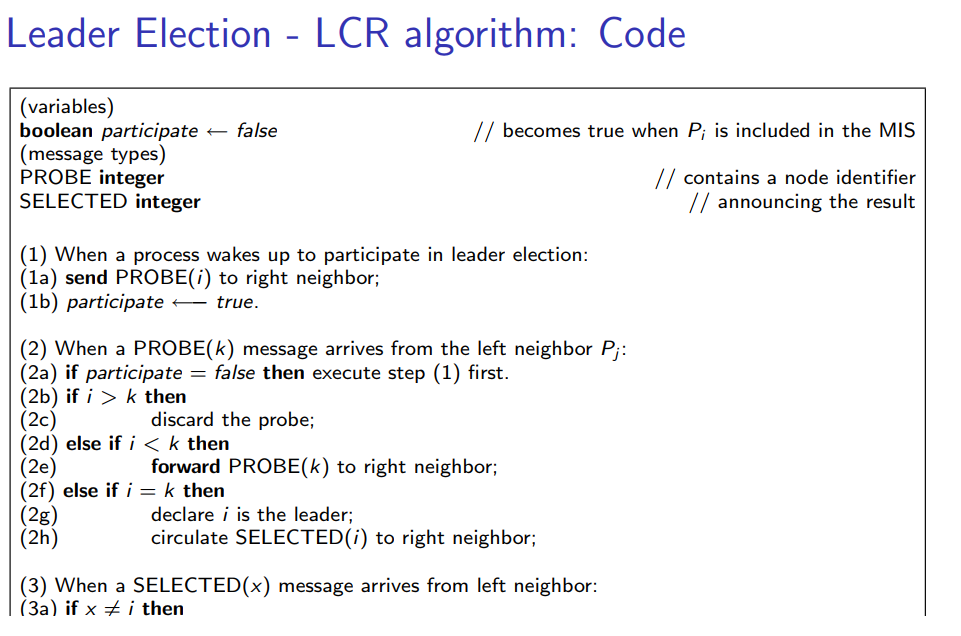 Leader Election - LCR algorithm: Code
(variables)
boolean participate ← false // becomes true when Pi is included in the MIS
(message types)
PROBE integer // contains a node identifier
SELECTED integer // announcing the result
(1) When a process wakes up to participate in leader election:
(1a) send PROBE(i) to right neighbor;
(1b) participate ⟵ true.
(2) When a PROBE(k) message arrives from the left neighbor Pj:
(2a) if participate = false then execute step (1) first.
(2b) if i > k then
(2c) discard the probe;
(2d) else if i < k then
(2e) forward PROBE(k) to right neighbor;
(2f) else if i = k then
(2g) declare i is the leader;
(2h) circulate SELECTED(i) to right neighbor;
(3) When a SELECTED(x) message arrives from left neighbor:
(3a) if x ≠ i then